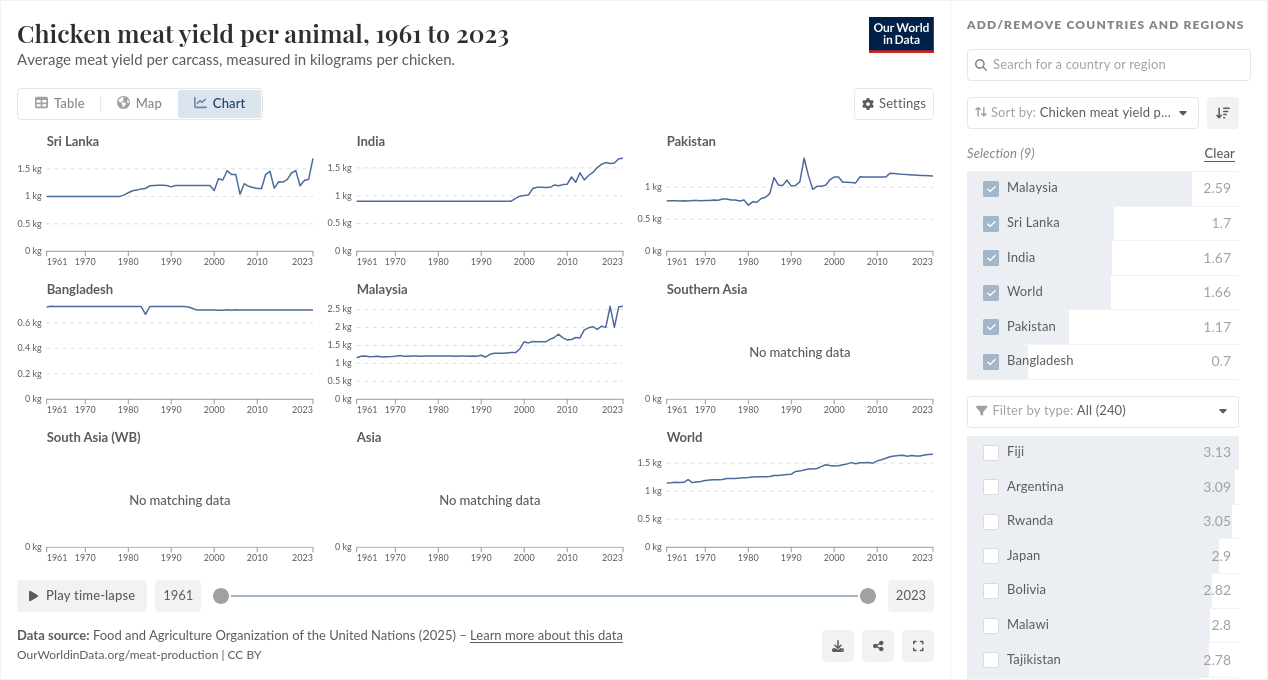 Chicken meat yield per animal, 1961 to 2023
Average meat yield per carcass, measured in kilograms per chicken.
Our World
in Data
Table
Map
Chart
Settings
Sri Lanka
1.5 kg
1 kg
0.5 kg
0 kg
1961 1970 1980 1990 2000 2010 2023
India
1.5 kg
1 kg
0.5 kg
0 kg
1961 1970 1980 1990 2000 2010 2023
Pakistan
1 kg
0.5 kg
0 kg
1961 1970 1980 1990 2000 2010 2023
Bangladesh
0.6 kg
0.4 kg
0.2 kg
0 kg
1961 1970 1980 1990 2000 2010 2023
Malaysia
2.5 kg
2 kg
1.5 kg
1 kg
0.5 kg
0 kg
1961 1970 1980 1990 2000 2010 2023
Southern Asia
No matching data
0 kg
1961 1970 1980 1990 2000 2010 2023
South Asia (WB)
No matching data
0 kg
1961 1970 1980 1990 2000 2010 2023
Asia
No matching data
0 kg
1961 1970 1980 1990 2000 2010 2023
World
1.5 kg
1 kg
0.5 kg
0 kg
1961 1970 1980 1990 2000 2010 2023
Play time-lapse
1961
2023
Data source: Food and Agriculture Organization of the United Nations (2025) – Learn more about this data
OurWorldinData.org/meat-production | CC BY
ADD/REMOVE COUNTRIES AND REGIONS
Search for a country or region
Sort by: Chicken meat yield p...
Selection (9)
Clear
Malaysia 2.59
Sri Lanka 1.7
India 1.67
World 1.66
Pakistan 1.17
Bangladesh 0.7
Filter by type: All (240)
Fiji 3.13
Argentina 3.09
Rwanda 3.05
Japan 2.9
Bolivia 2.82
Malawi 2.8
Tajikistan 2.78